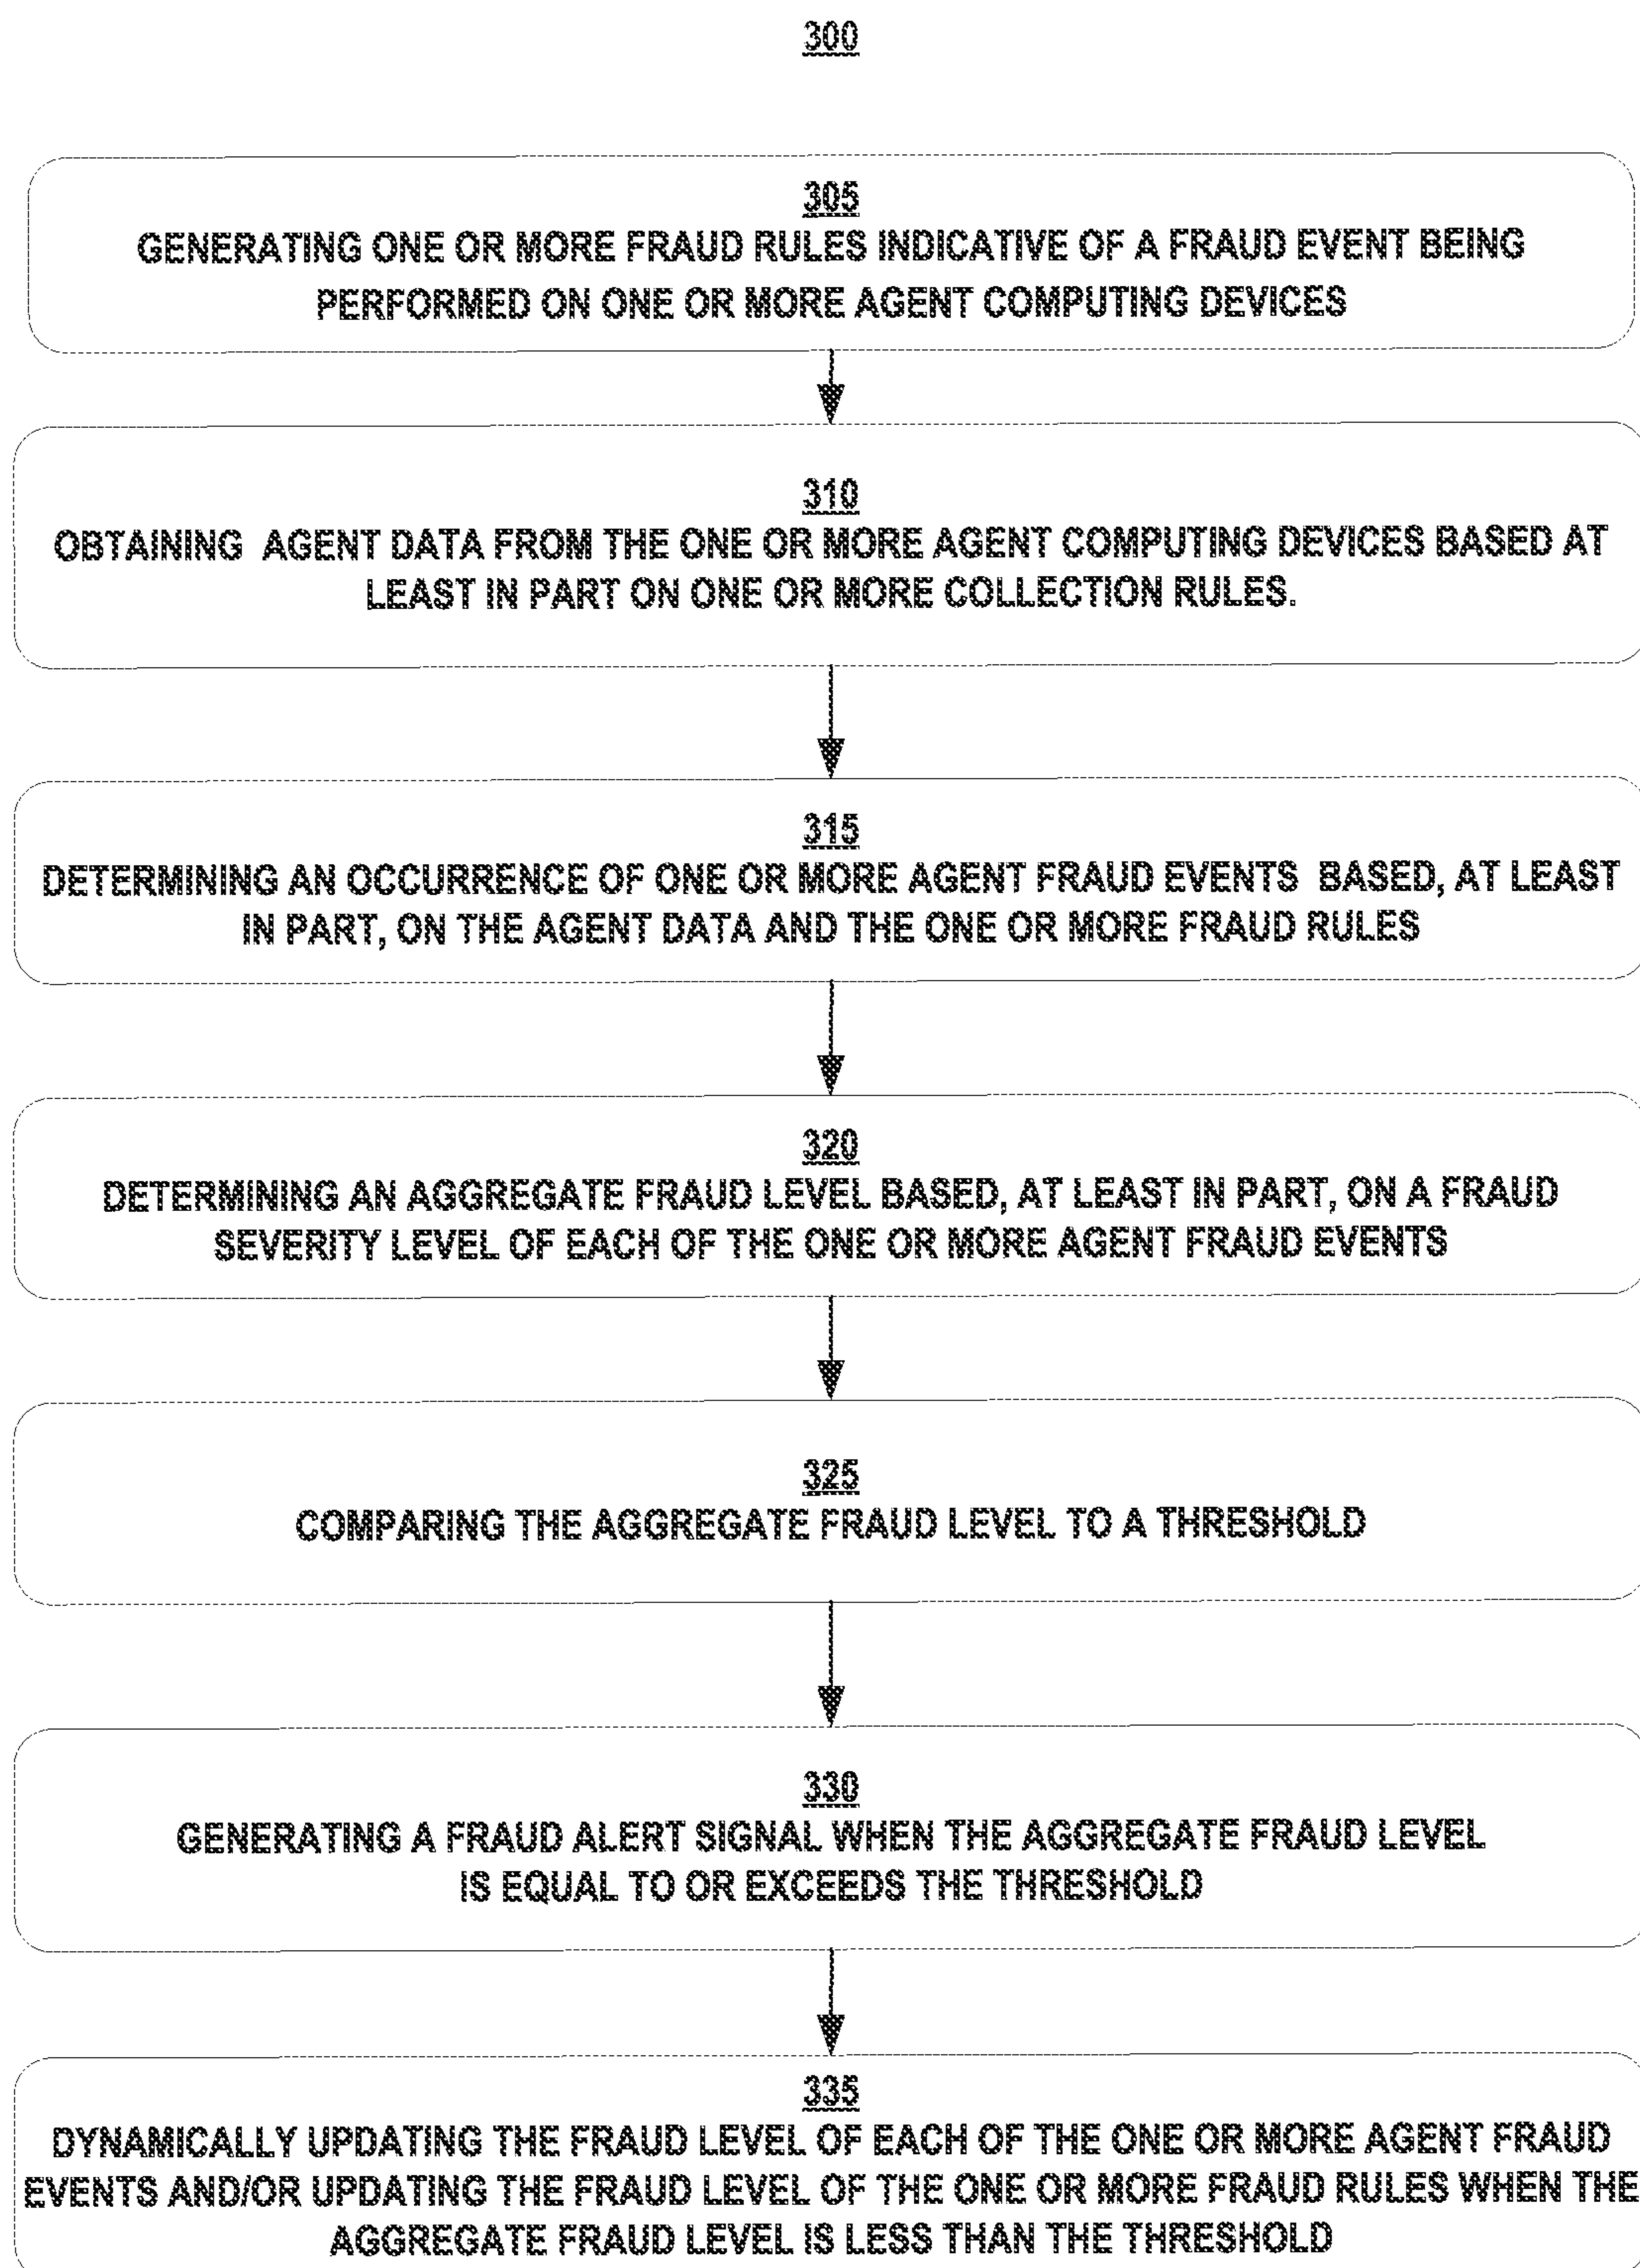 300
305
GENERATING ONE OR MORE FRAUD RULES INDICATIVE OF A FRAUD EVENT BEING
PERFORMED ON ONE OR MORE AGENT COMPUTING DEVICES
310
OBTAINING AGENT DATA FROM THE ONE OR MORE AGENT COMPUTING DEVICES BASED AT
LEAST IN PART ON ONE OR MORE COLLECTION RULES.
315
DETERMINING AN OCCURRENCE OF ONE OR MORE AGENT FRAUD EVENTS BASED, AT LEAST
IN PART, ON THE AGENT DATA AND THE ONE OR MORE FRAUD RULES
320
DETERMINING AN AGGREGATE FRAUD LEVEL BASED, AT LEAST IN PART, ON A FRAUD
SEVERITY LEVEL OF EACH OF THE ONE OR MORE AGENT FRAUD EVENTS
325
COMPARING THE AGGREGATE FRAUD LEVEL TO A THRESHOLD
330
GENERATING A FRAUD ALERT SIGNAL WHEN THE AGGREGATE FRAUD LEVEL
IS EQUAL TO OR EXCEEDS THE THRESHOLD
335
DYNAMICALLY UPDATING THE FRAUD LEVEL OF EACH OF THE ONE OR MORE AGENT FRAUD
EVENTS AND/OR UPDATING THE FRAUD LEVEL OF THE ONE OR MORE FRAUD RULES WHEN THE
AGGREGATE FRAUD LEVEL IS LESS THAN THE THRESHOLD